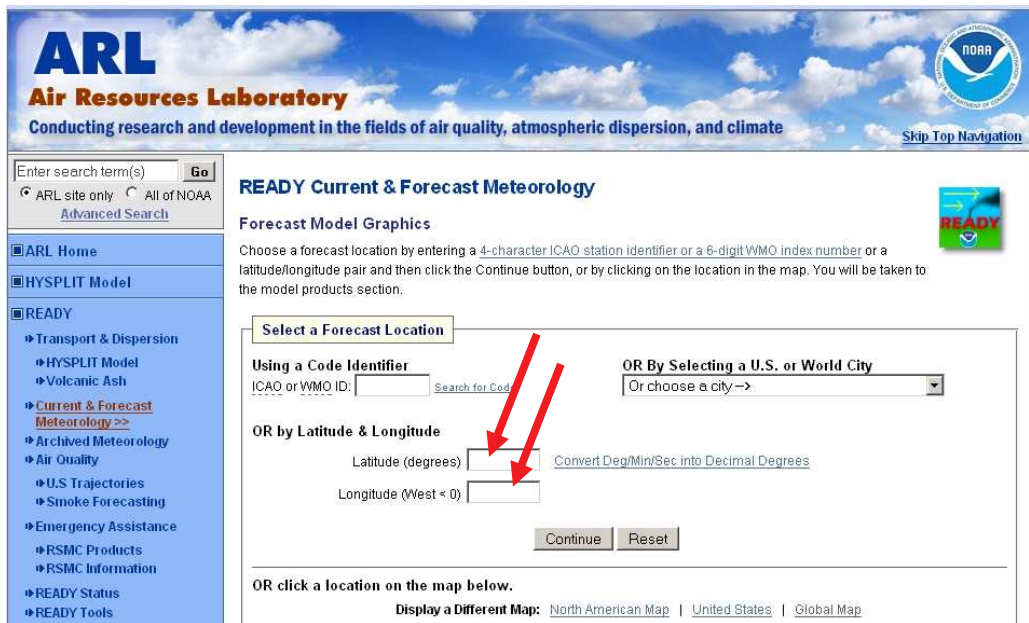 ARL
Air Resources Laboratory
Conducting research and development in the fields of air quality, atmospheric dispersion, and climate
NOAA
Skip Top Navigation
Enter search term(s) Go
ARL site only All of NOAA
Advanced Search
ARL Home
HYSPLIT Model
READY
Transport & Dispersion
HYSPLIT Model
Volcanic Ash
Current & Forecast
Meteorology >>
Archived Meteorology
Air Quality
U.S Trajectories
Smoke Forecasting
Emergency Assistance
RSMC Products
RSMC Information
READY Status
READY Tools
READY Current & Forecast Meteorology
READY
Forecast Model Graphics
Choose a forecast location by entering a 4-character ICAO station identifier or a 6-digit WMO index number or a
latitude/longitude pair and then click the Continue button, or by clicking on the location in the map. You will be taken to
the model products section.
Select a Forecast Location
Using a Code Identifier
ICAO or WMO ID: Search for Code
OR By Selecting a U.S. or World City
Or choose a city -->
OR by Latitude & Longitude
Latitude (degrees) Convert Deg/Min/Sec into Decimal Degrees
Longitude (West < 0)
Continue Reset
OR click a location on the map below.
Display a Different Map: North American Map | United States | Global Map